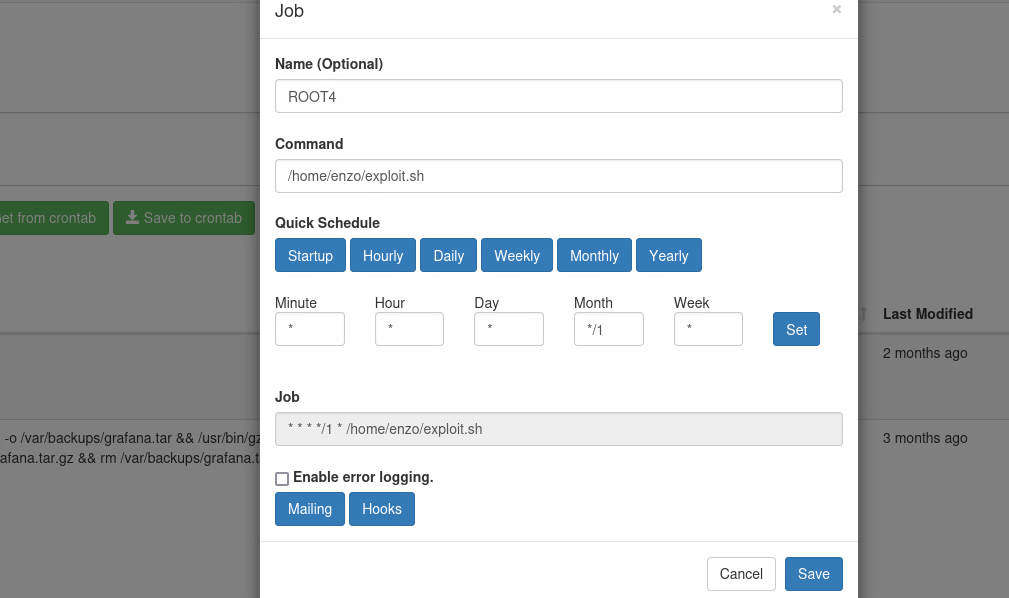 Job ×
Name (Optional)
ROOT4
Command
/home/enzo/exploit.sh
et from crontab Save to crontab
Quick Schedule
Startup Hourly Daily Weekly Monthly Yearly
Minute Hour Day Month Week
* * * */1 * Set
Last Modified
2 months ago
Job
* * * */1 * /home/enzo/exploit.sh
-o /var/backups/grafana.tar && /usr/bin/gz
afana.tar.gz && rm /var/backups/grafana.t
3 months ago
Enable error logging.
Mailing Hooks
Cancel Save